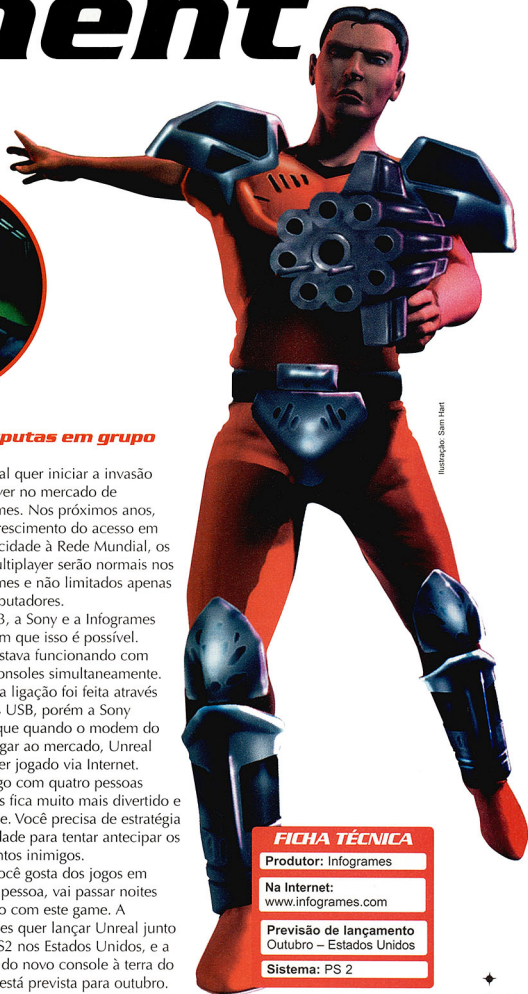 ment
putas em grupo
al quer iniciar a invasão
ver no mercado de
mes. Nos próximos anos,
rescimento do acesso em
cidade à Rede Mundial, os
ultiplayer serão normais nos
mes e não limitados apenas
putadores.
3, a Sony e a Infogrames
m que isso é possível.
stava funcionando com
onsoles simultaneamente.
a ligação foi feita através
s USB, porém a Sony
que quando o modem do
gar ao mercado, Unreal
er jogado via Internet.
go com quatro pessoas
s fica muito mais divertido e
e. Você precisa de estratégia
dade para tentar antecipar os
ntos inimigos.
ocê gosta dos jogos em
pessoa, vai passar noites
o com este game. A
es quer lançar Unreal junto
S2 nos Estados Unidos, e a
do novo console à terra do
está prevista para outubro.
Ilustração: Sam Hart
FICHA TÉCNICA
Produtor: Infogrames
Na Internet:
www.infogrames.com
Previsão de lançamento
Outubro – Estados Unidos
Sistema: PS 2